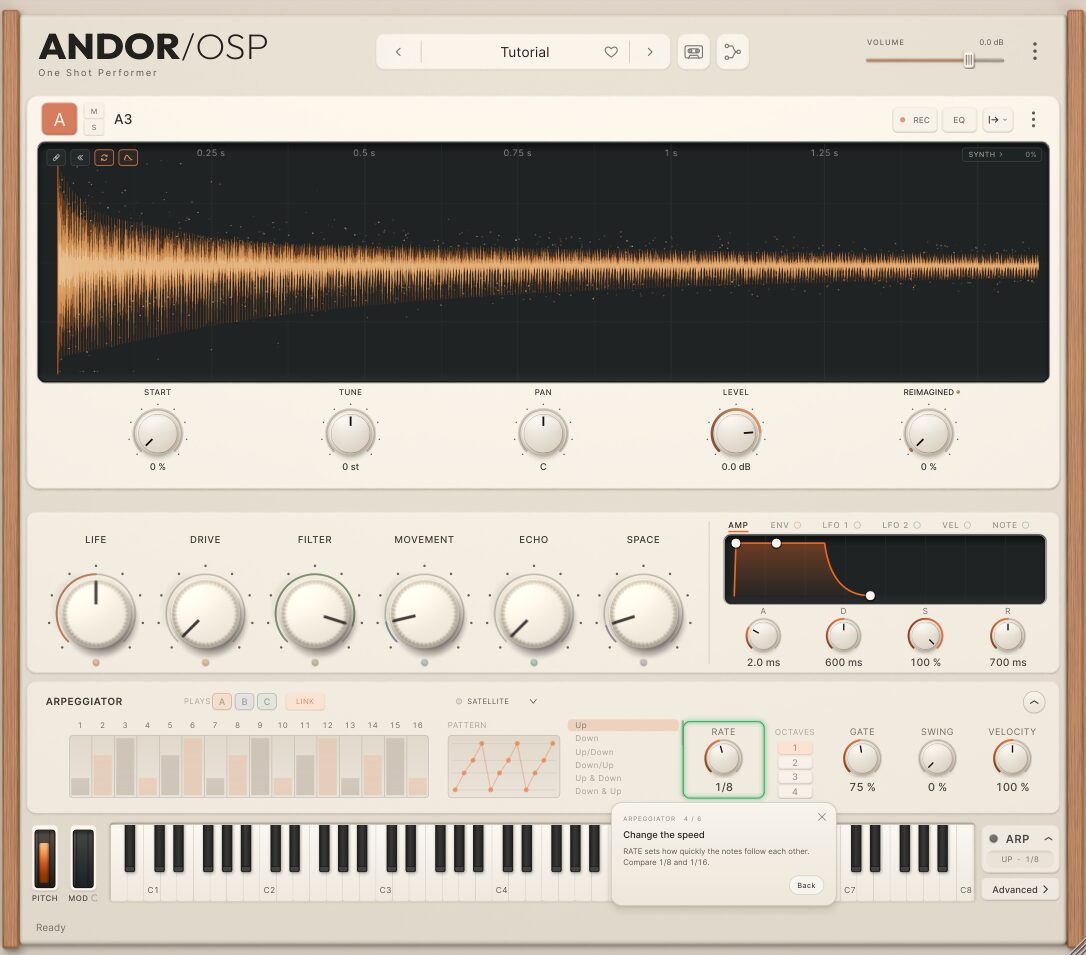 ANDOR/OSP
One Shot Performer
Tutorial
VOLUME 0.0 dB
A M S A3
REC EQ
0.25 s 0.5 s 0.75 s 1 s 1.25 s
SYNTH > 0%
START TUNE PAN LEVEL REIMAGINED
0 % 0 st C 0.0 dB 0 %
LIFE DRIVE FILTER MOVEMENT ECHO SPACE
AMP ENV LFO 1 LFO 2 VEL NOTE
A D S R
2.0 ms 600 ms 100 % 700 ms
ARPEGGIATOR PLAYS A B C LINK SATELLITE
1 2 3 4 5 6 7 8 9 10 11 12 13 14 15 16
PATTERN
Up
Down
Up/Down
Down/Up
Up & Down
Down & Up
RATE
1/8
OCTAVES
1
2
3
4
GATE SWING VELOCITY
75 % 0 % 100 %
ARPEGGIATOR 4 / 6
Change the speed
RATE sets how quickly the notes follow each other.
Compare 1/8 and 1/16.
Back
C1 C2 C3 C4 C7 C8
PITCH MOD C
ARP
UP · 1/8
Advanced >
Ready